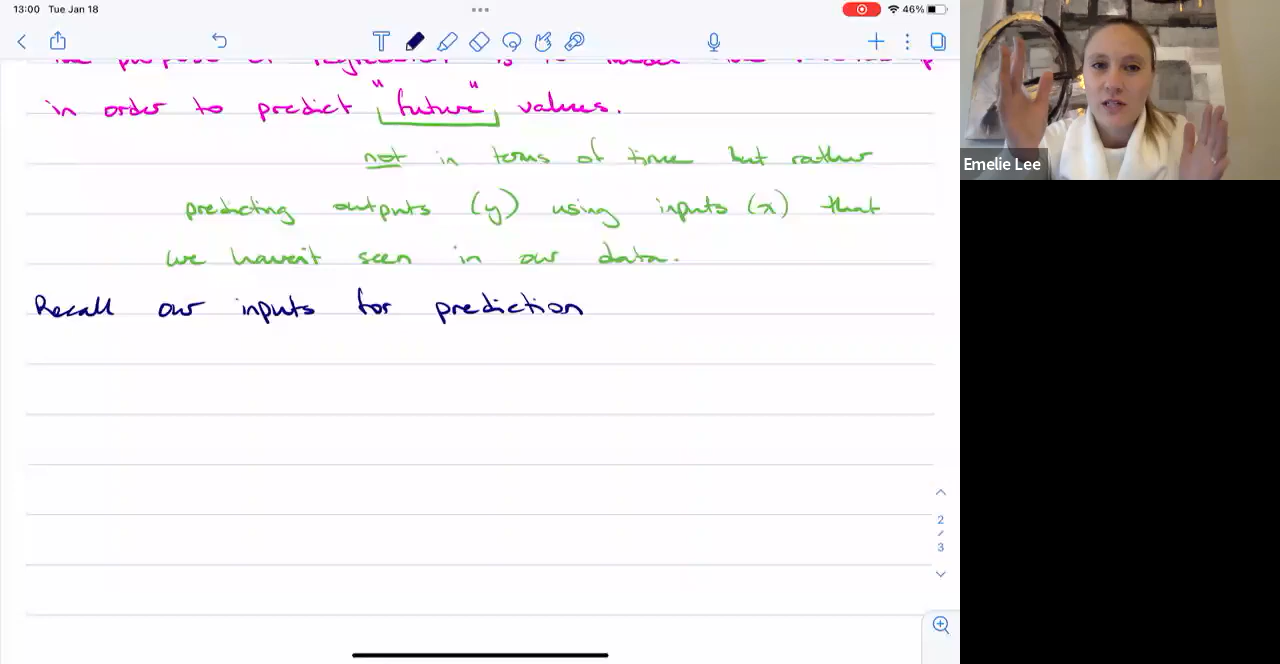 13:00 Tue Jan 18
46%
in order to predict "future" values.
not in terms of time but rather
predicting outputs (y) using inputs (x) that
we haven't seen in our data.
Recall our inputs for prediction
2
/
3
Emelie Lee